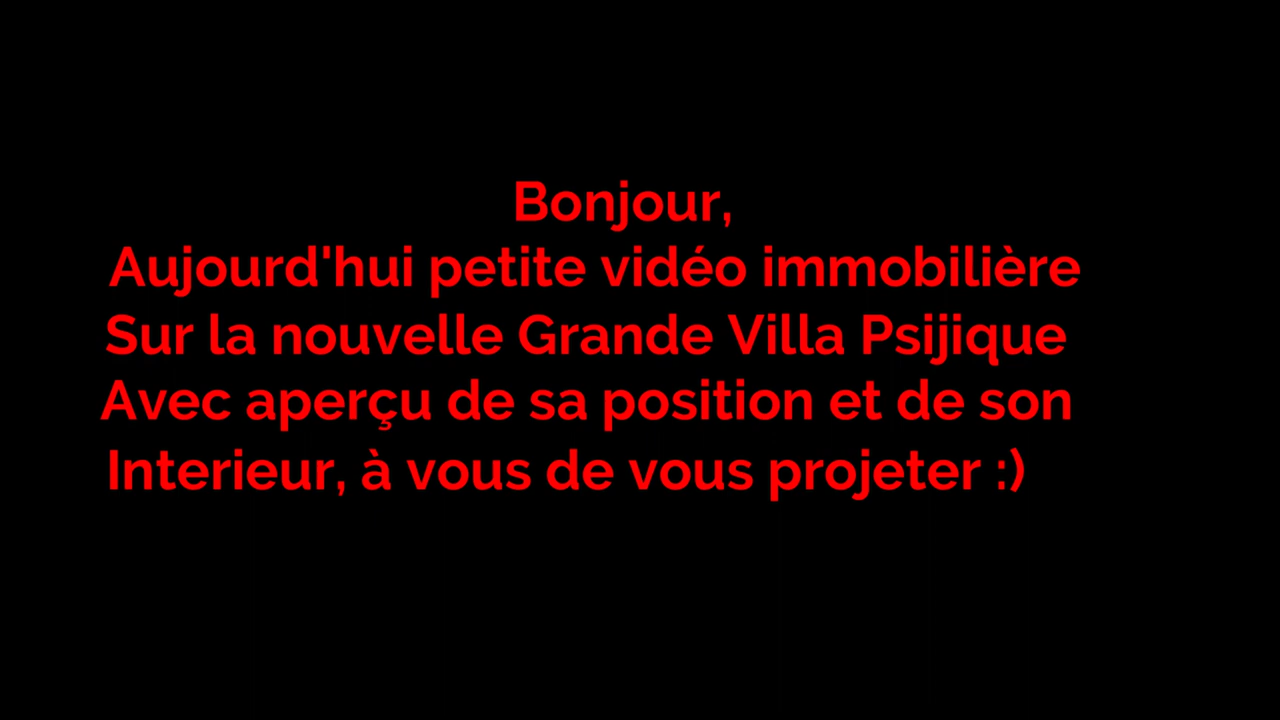 Bonjour,
Aujourd'hui petite vidéo immobilière
Sur la nouvelle Grande Villa Psijique
Avec aperçu de sa position et de son
Interieur, à vous de vous projeter :)